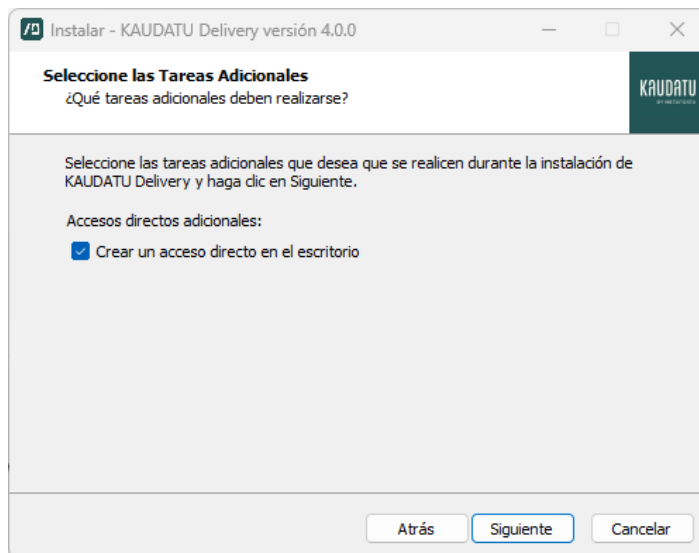 Instalar - KAUDATU Delivery versión 4.0.0
Seleccione las Tareas Adicionales
¿Qué tareas adicionales deben realizarse?
KAUDATU
Seleccione las tareas adicionales que desea que se realicen durante la instalación de
KAUDATU Delivery y haga clic en Siguiente.
Accesos directos adicionales:
Crear un acceso directo en el escritorio
Atrás
Siguiente
Cancelar